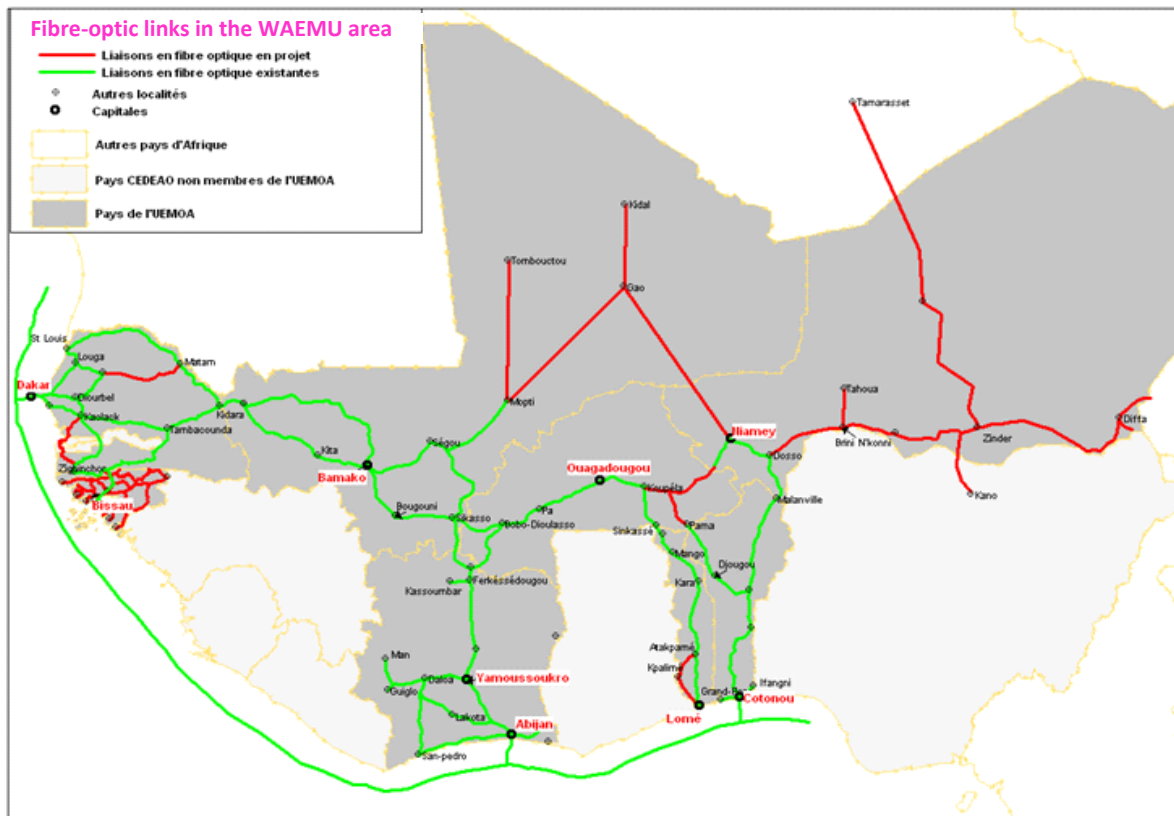 Fibre-optic links in the WAEMU area
Liaisons en fibre optique en projet
Liaisons en fibre optique existantes
Autres localités
Capitales
Autres pays d'Afrique
Pays CEDEAO non membres de l'UEMOA
Pays de l'UEMOA
Tamarasset
Kidal
Tombouctou
Gao
St Louis
Louga
Matam
Dakar
Diourbel
Kaolack
Kidara
Tambacounda
Mopti
Tahoua
Diffa
Niamey
Brini N'konni
Zinder
Ségou
Kita
Dosso
Ziguinchor
Bamako
Ouagadougou
Koupéla
Kano
Bissau
Malanville
Bougouni
Sikasso
Pa
Bobo-Dioulasso
Sinkassé
Pama
Mango
Djougou
Kassoumbar
Ferkéssédougou
Kara
Man
Atakpamé
Kpalime
Guiglo
Daloa
Yamoussoukro
Ifangni
Grand-Po
Cotonou
Lakota
Abijan
Lomé
San-pedro